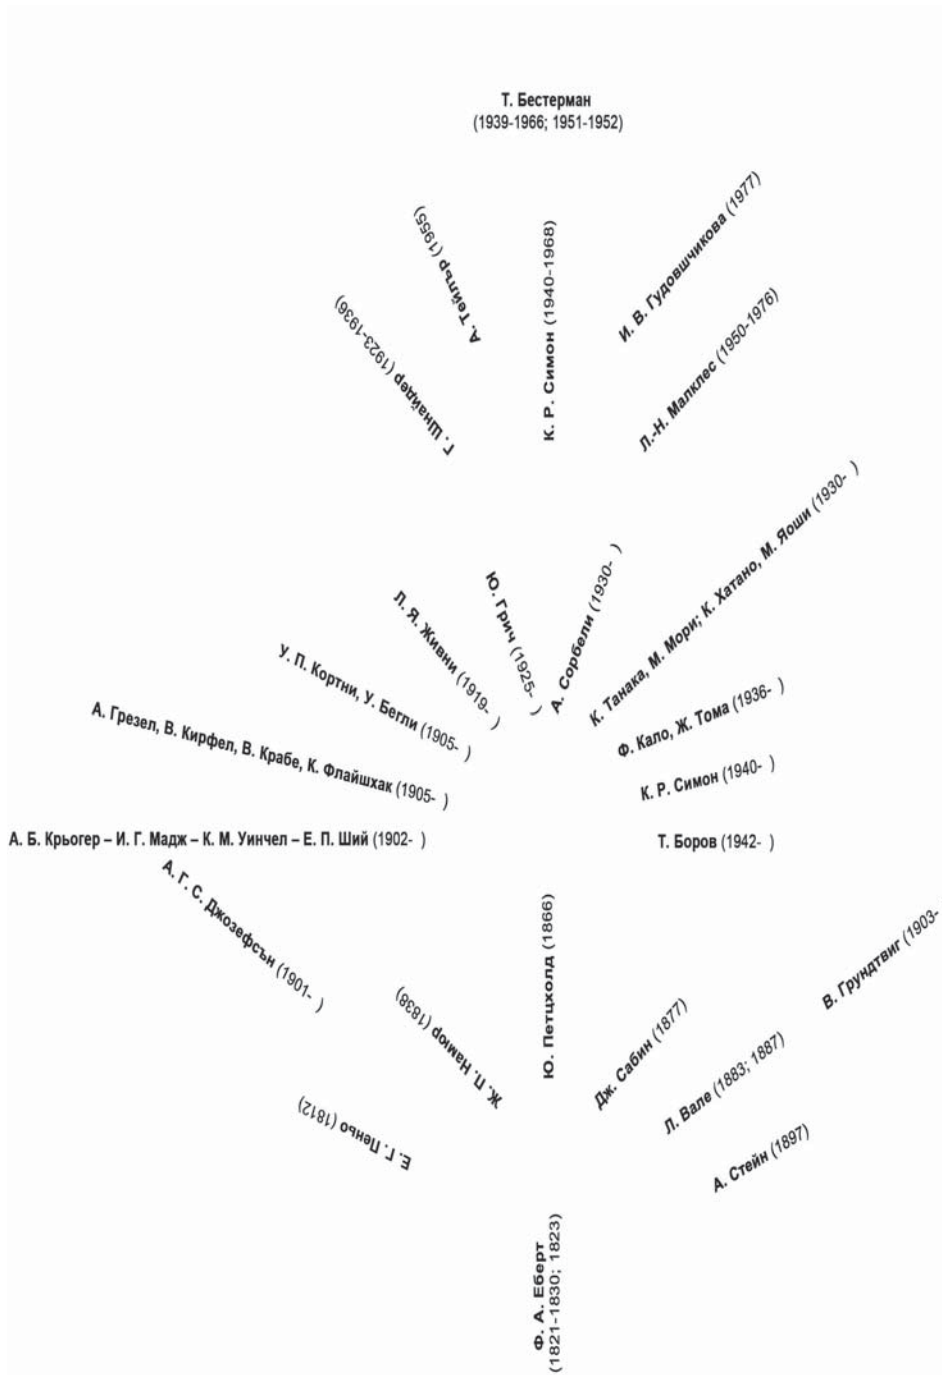 Т. Бестерман
(1939-1966; 1951-1952)
А. Тейлър (1955)
К. Р. Симон (1940-1968)
И. В. Гудовшчикова (1977)
Г. Шнайдер (1923-1936)
Л.-Н. Малклес (1950-1976)
Л. Я. Живни (1919- )
Ю. Грич (1925- )
А. Сорбели (1930- )
К. Танака, М. Мори; К. Хатано, М. Яоши (1930- )
У. П. Кортни, У. Бегли (1905- )
Ф. Кало, Ж. Тома (1936- )
А. Грезел, В. Кирфел, В. Крабе, К. Флайшхак (1905- )
К. Р. Симон (1940- )
А. Б. Крьогер – И. Г. Мадж – К. М. Уинчел – Е. П. Ший (1902- )
Т. Боров (1942- )
А. Г. С. Джозефсън (1901- )
Ж. П. Намюр (1838)
Ю. Петцхолд (1866)
Дж. Сабин (1877)
В. Грундтвиг (1903-
Л. Вале (1883; 1887)
Е. Г. Пеньо (1812)
А. Стейн (1897)
Ф. А. Еберт
(1821-1830; 1823)